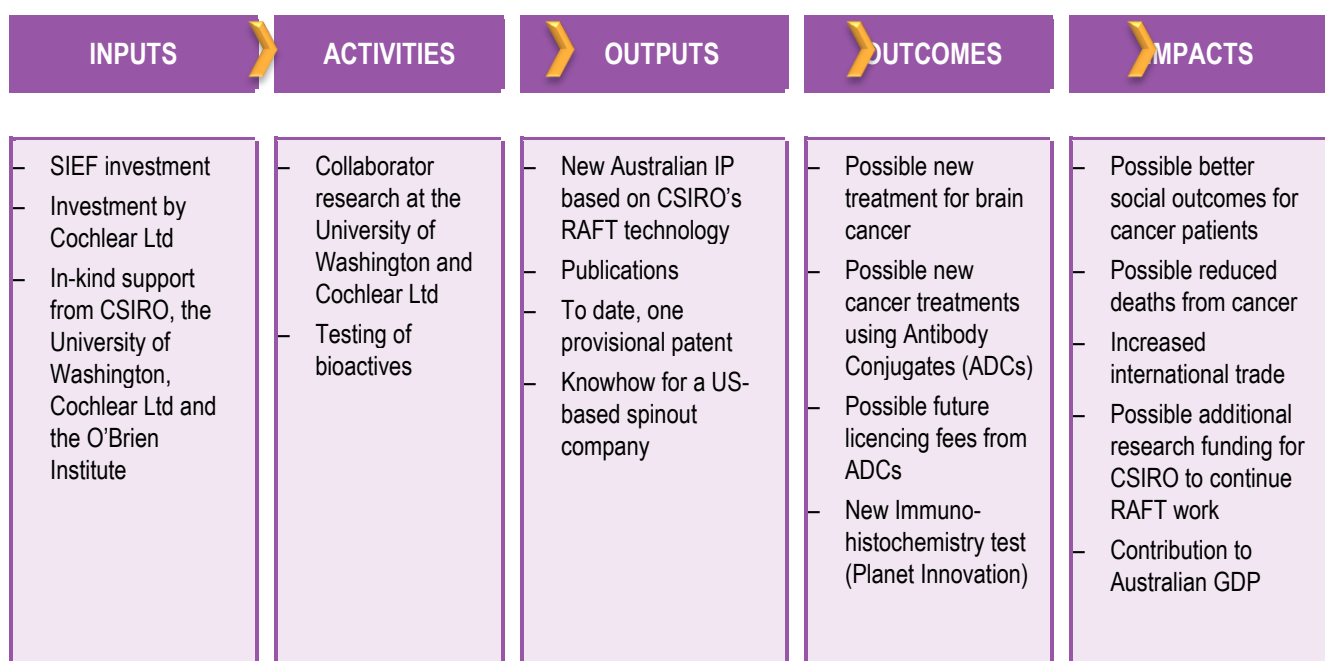 INPUTS
ACTIVITIES
OUTPUTS
OUTCOMES
IMPACTS
– SIEF investment
– Investment by
Cochlear Ltd
– In-kind support
from CSIRO, the
University of
Washington,
Cochlear Ltd and
the O’Brien
Institute
– Collaborator
research at the
University of
Washington and
Cochlear Ltd
– Testing of
bioactives
– New Australian IP
based on CSIRO’s
RAFT technology
– Publications
– To date, one
provisional patent
– Knowhow for a US-
based spinout
company
– Possible new
treatment for brain
cancer
– Possible new
cancer treatments
using Antibody
Conjugates (ADCs)
– Possible future
licencing fees from
ADCs
– New Immuno-
histochemistry test
(Planet Innovation)
– Possible better
social outcomes for
cancer patients
– Possible reduced
deaths from cancer
– Increased
international trade
– Possible additional
research funding for
CSIRO to continue
RAFT work
– Contribution to
Australian GDP